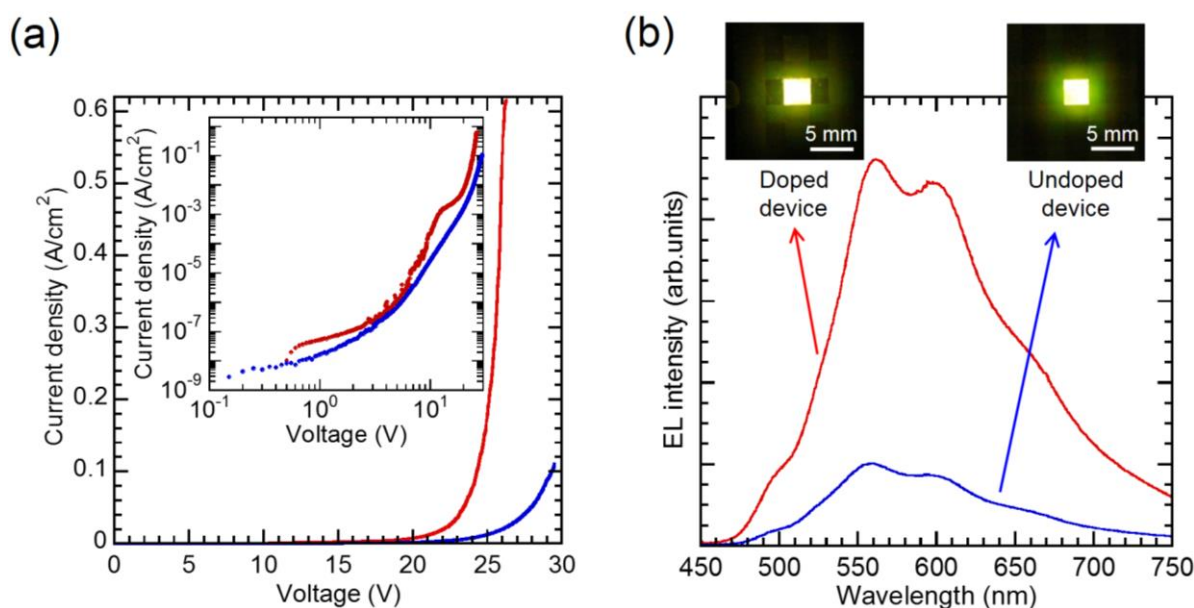 (a)
0.6
0.5
0.4
0.3
0.2
0.1
0
Current density (A/cm²)
0
5
10
15
20
25
30
Voltage (V)
10⁻¹
10⁻³
10⁻⁵
10⁻⁷
10⁻⁹
Current density (A/cm²)
10⁻¹
10⁰
10¹
Voltage (V)
(b)
5 mm
5 mm
Doped
device
Undoped
device
EL intensity (arb.units)
450
500
550
600
650
700
750
Wavelength (nm)